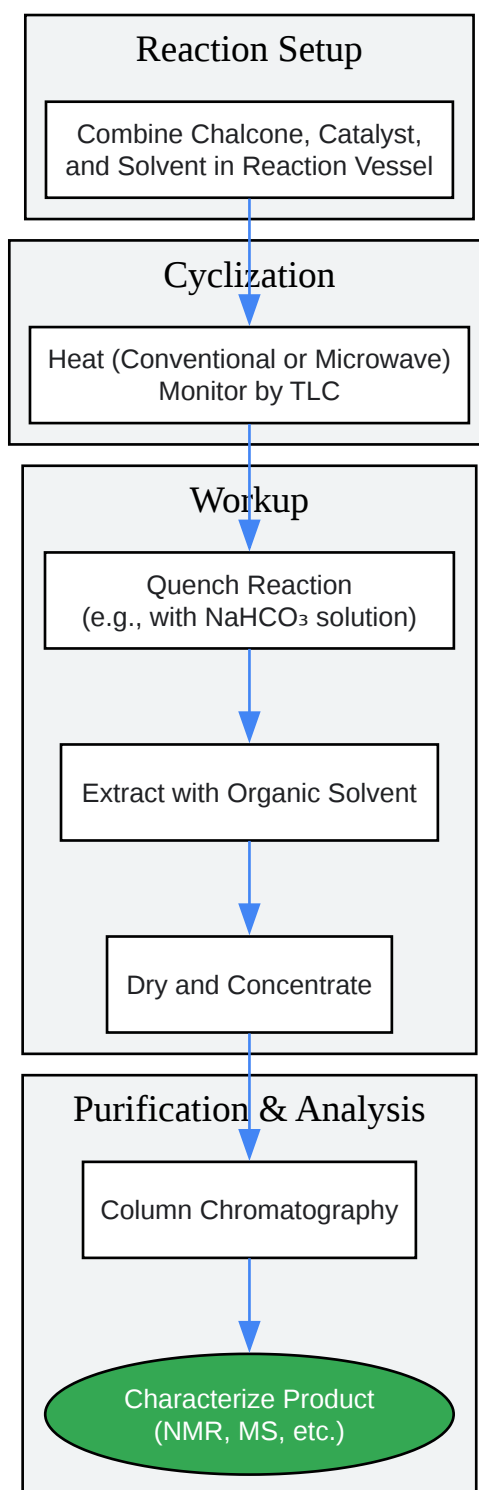 Reaction Setup
Combine Chalcone, Catalyst,
and Solvent in Reaction Vessel
Cyclization
Heat (Conventional or Microwave)
Monitor by TLC
Workup
Quench Reaction
(e.g., with NaHCO₃ solution)
Extract with Organic Solvent
Dry and Concentrate
Purification & Analysis
Column Chromatography
Characterize Product
(NMR, MS, etc.)